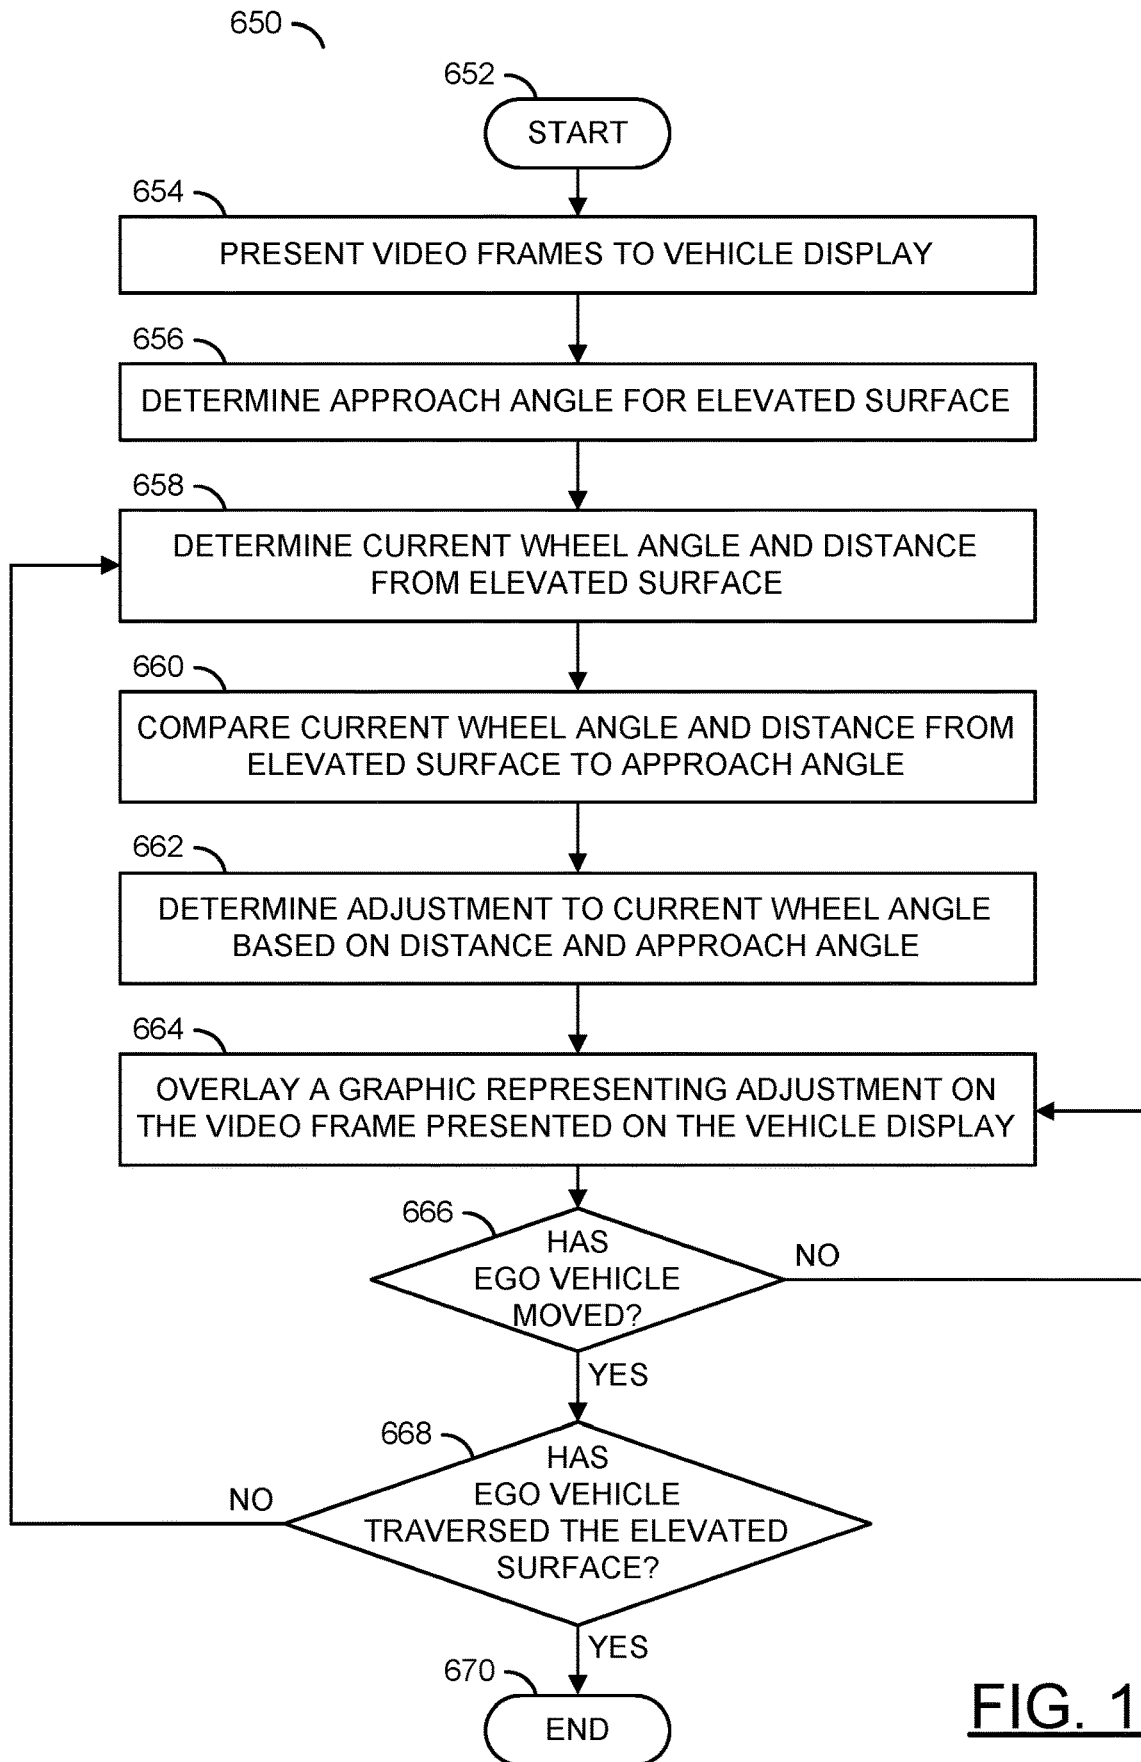 650
652
START
654
PRESENT VIDEO FRAMES TO VEHICLE DISPLAY
656
DETERMINE APPROACH ANGLE FOR ELEVATED SURFACE
658
DETERMINE CURRENT WHEEL ANGLE AND DISTANCE
FROM ELEVATED SURFACE
660
COMPARE CURRENT WHEEL ANGLE AND DISTANCE FROM
ELEVATED SURFACE TO APPROACH ANGLE
662
DETERMINE ADJUSTMENT TO CURRENT WHEEL ANGLE
BASED ON DISTANCE AND APPROACH ANGLE
664
OVERLAY A GRAPHIC REPRESENTING ADJUSTMENT ON
THE VIDEO FRAME PRESENTED ON THE VEHICLE DISPLAY
666
HAS
EGO VEHICLE
MOVED?
NO
YES
668
HAS
EGO VEHICLE
TRAVERSED THE ELEVATED
SURFACE?
NO
YES
670
END
FIG. 1